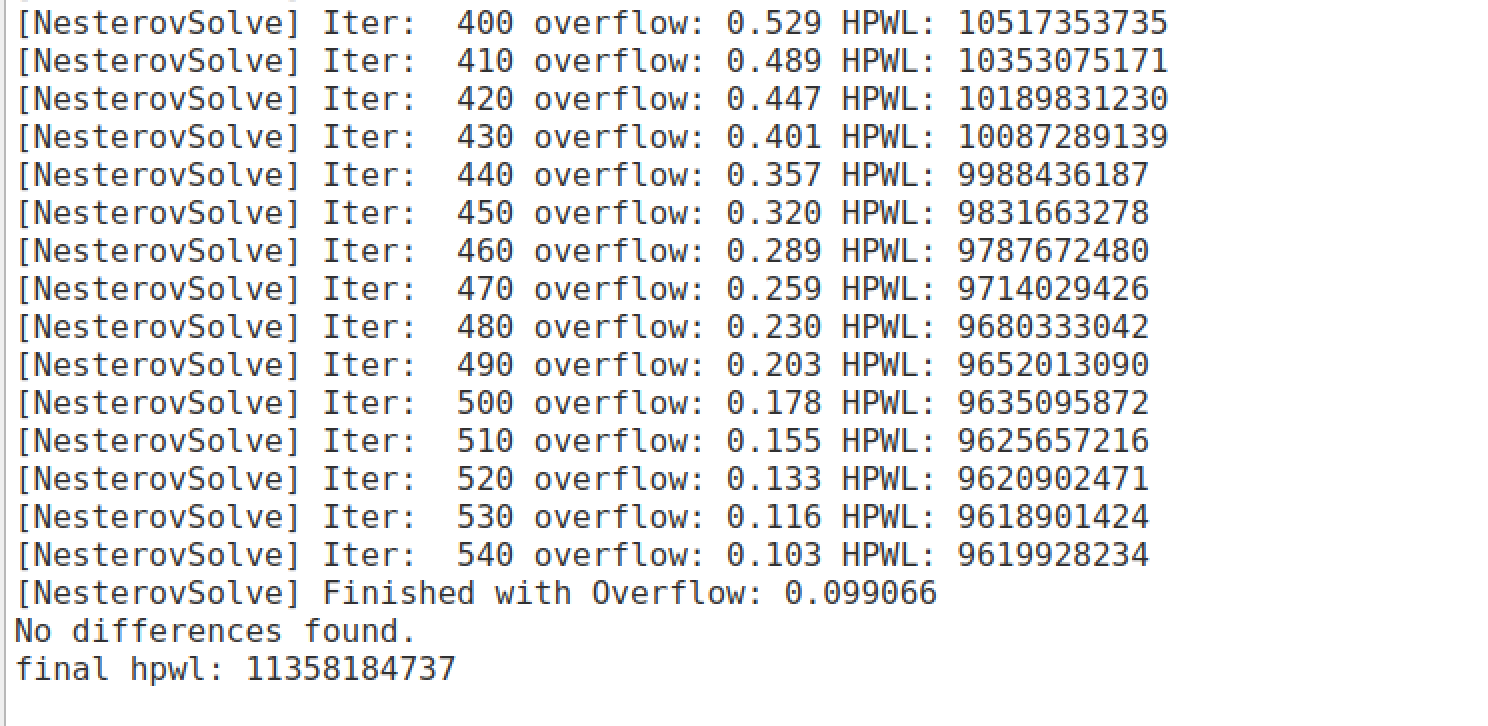 [NesterovSolve] Iter:  400 overflow: 0.529 HPWL: 10517353735
[NesterovSolve] Iter:  410 overflow: 0.489 HPWL: 10353075171
[NesterovSolve] Iter:  420 overflow: 0.447 HPWL: 10189831230
[NesterovSolve] Iter:  430 overflow: 0.401 HPWL: 10087289139
[NesterovSolve] Iter:  440 overflow: 0.357 HPWL: 9988436187
[NesterovSolve] Iter:  450 overflow: 0.320 HPWL: 9831663278
[NesterovSolve] Iter:  460 overflow: 0.289 HPWL: 9787672480
[NesterovSolve] Iter:  470 overflow: 0.259 HPWL: 9714029426
[NesterovSolve] Iter:  480 overflow: 0.230 HPWL: 9680333042
[NesterovSolve] Iter:  490 overflow: 0.203 HPWL: 9652013090
[NesterovSolve] Iter:  500 overflow: 0.178 HPWL: 9635095872
[NesterovSolve] Iter:  510 overflow: 0.155 HPWL: 9625657216
[NesterovSolve] Iter:  520 overflow: 0.133 HPWL: 9620902471
[NesterovSolve] Iter:  530 overflow: 0.116 HPWL: 9618901424
[NesterovSolve] Iter:  540 overflow: 0.103 HPWL: 9619928234
[NesterovSolve] Finished with Overflow: 0.099066
No differences found.
final hpwl: 11358184737